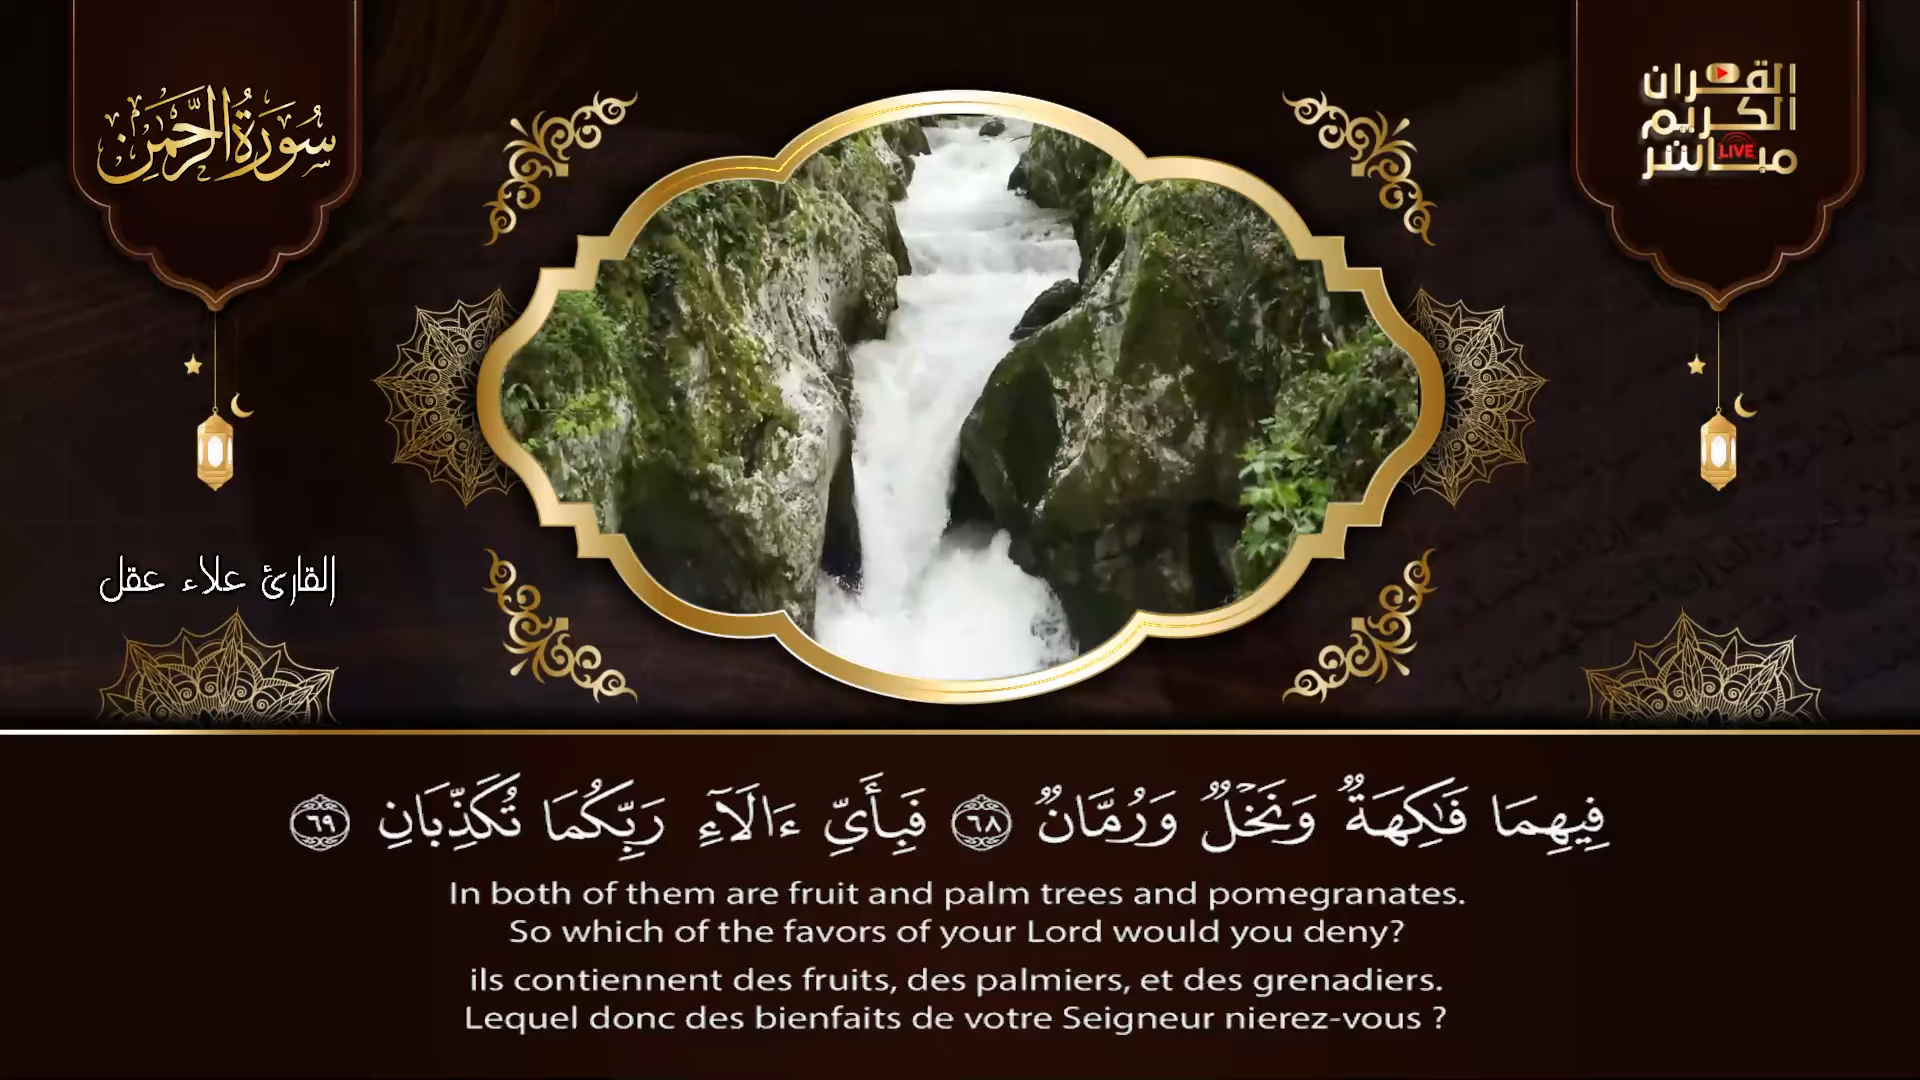 سُورَةُ الرَّحْمَٰنِ
القرآن
الكريم
مباشر
LIVE
القارئ علاء عقل
فِيهِمَا فَٰكِهَةٌ وَنَخْلٌ وَرُمَّانٌ ٦٨ فَبِأَيِّ ءَالَآءِ رَبِّكُمَا تُكَذِّبَانِ ٦٩
In both of them are fruit and palm trees and pomegranates.
So which of the favors of your Lord would you deny?
ils contiennent des fruits, des palmiers, et des grenadiers.
Lequel donc des bienfaits de votre Seigneur nierez-vous ?